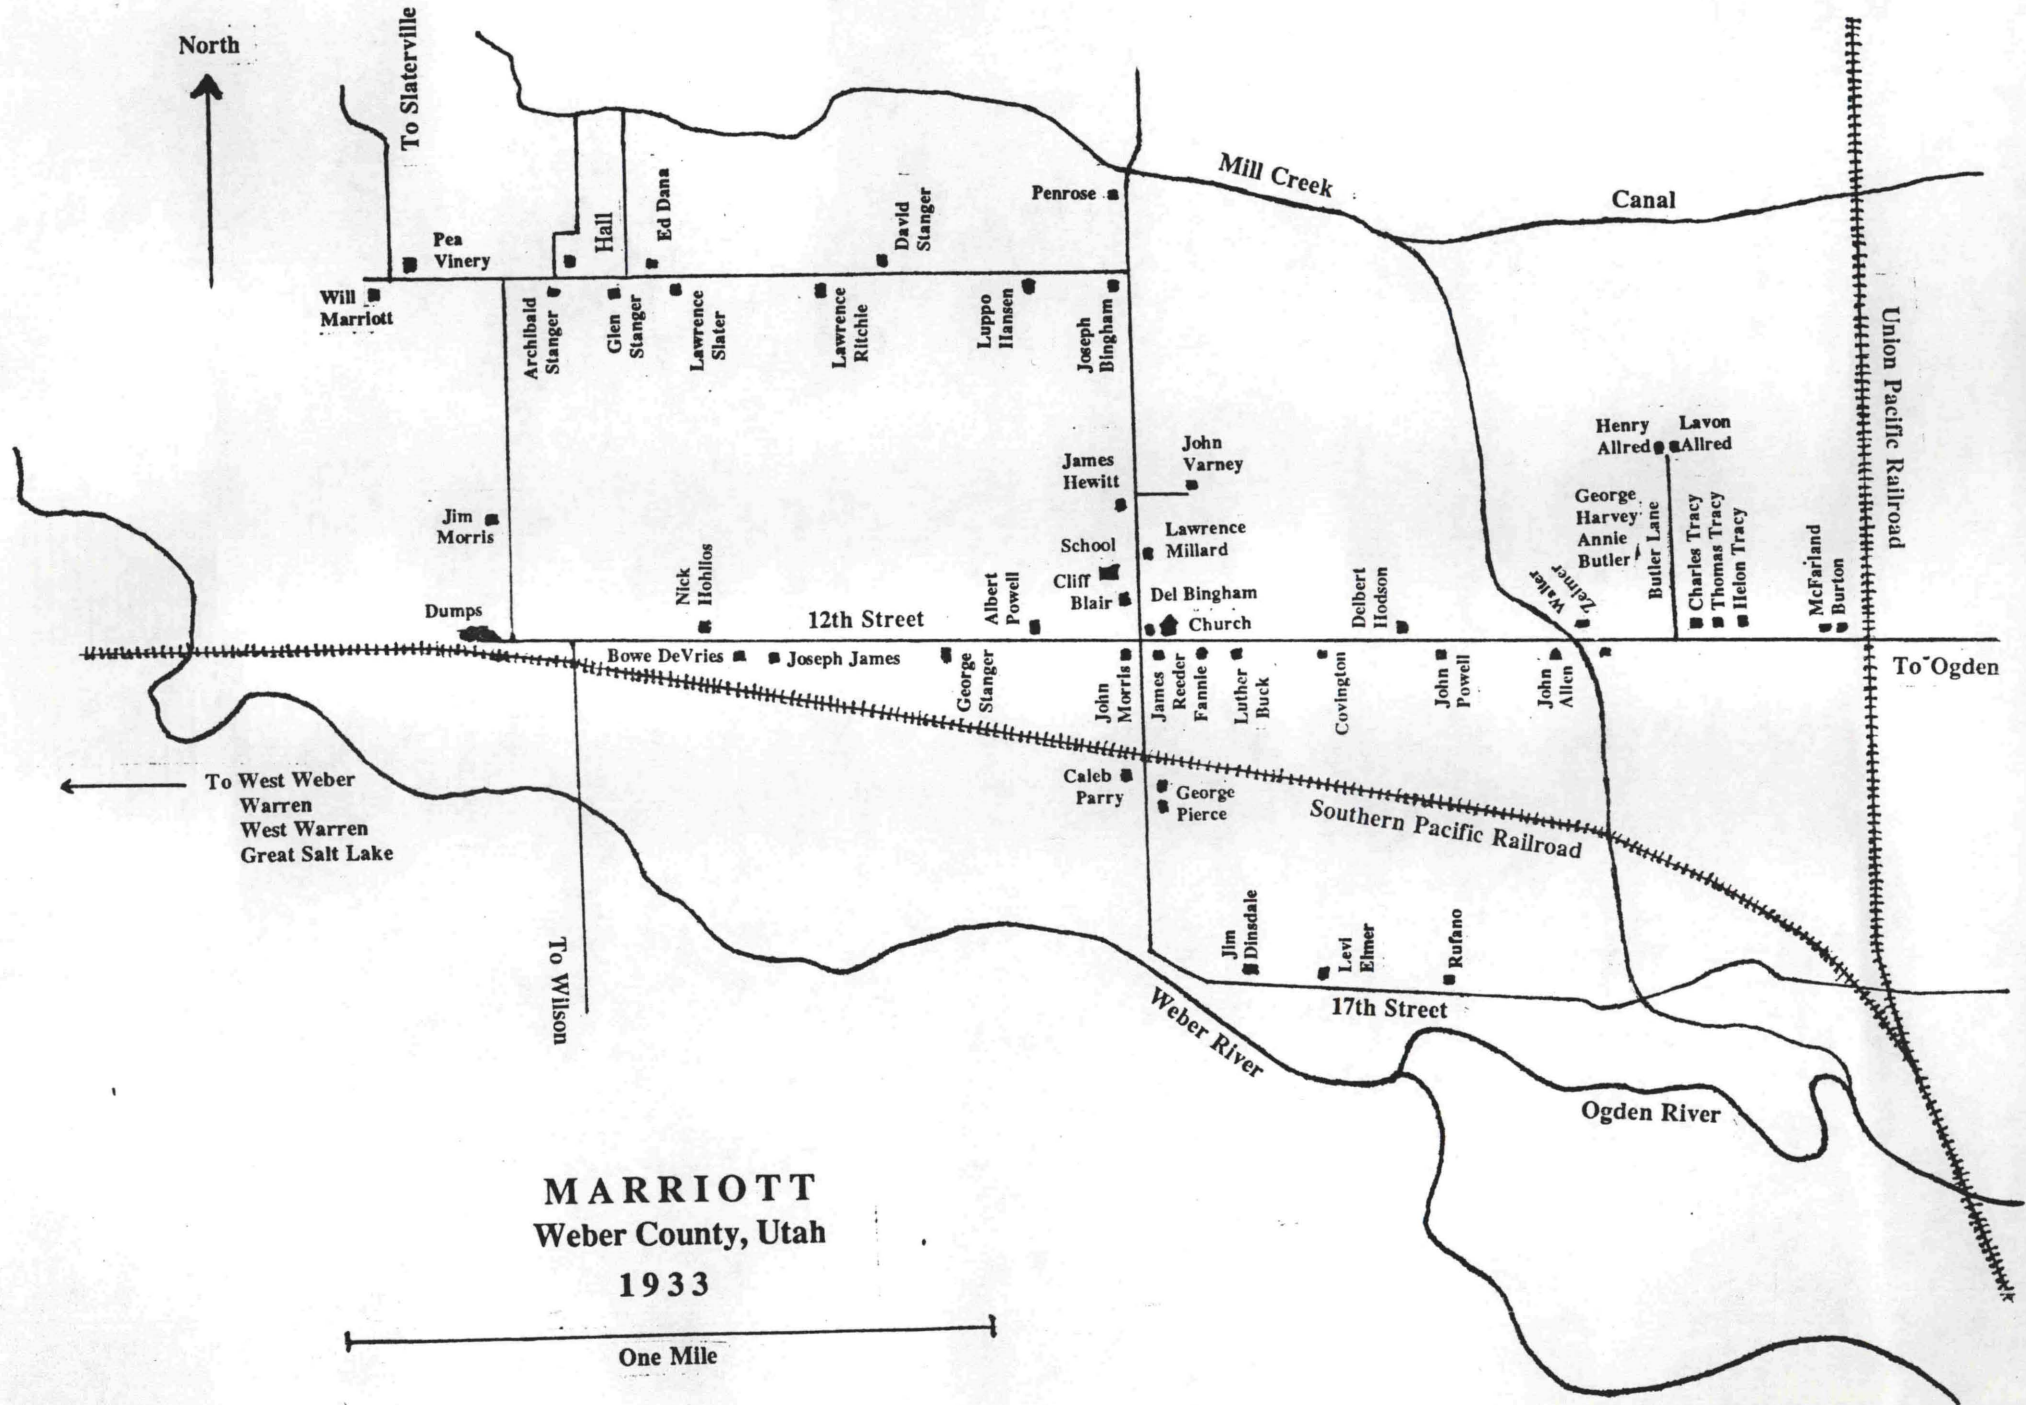 North
To Slaterville
Pea
Vinery
Will
Marriott
Hall
Ed Dana
David
Stanger
Penrose
Mill Creek
Canal
Archibald
Stanger
Glen
Stanger
Lawrence
Slater
Lawrence
Ritchie
Luppo
Hansen
Joseph
Bingham
Union Pacific Railroad
Henry
Allred
Lavon
Allred
John
Varney
James
Hewitt
Jim
Morris
School
Lawrence
Millard
Cliff
Blair
Del Bingham
Church
George
Harvey
Annie
Butler
Butler Lane
Charles Tracy
Thomas Tracy
Helon Tracy
McFarland
Burton
Dumps
Nick
Hohlios
12th Street
Albert
Powell
Delbert
Hodson
Walter
Zelmer
Bowe DeVries
Joseph James
George
Stanger
John
Morris
James
Reeder
Fannie
Luther
Buck
Covington
John
Powell
John
Allen
To Ogden
To West Weber
Warren
West Warren
Great Salt Lake
Caleb
Parry
George
Pierce
Southern Pacific Railroad
To Wilson
Jim
Dinsdale
Levi
Elmer
Rufano
17th Street
Weber River
Ogden River
MARRIOTT
Weber County, Utah
1933
One Mile